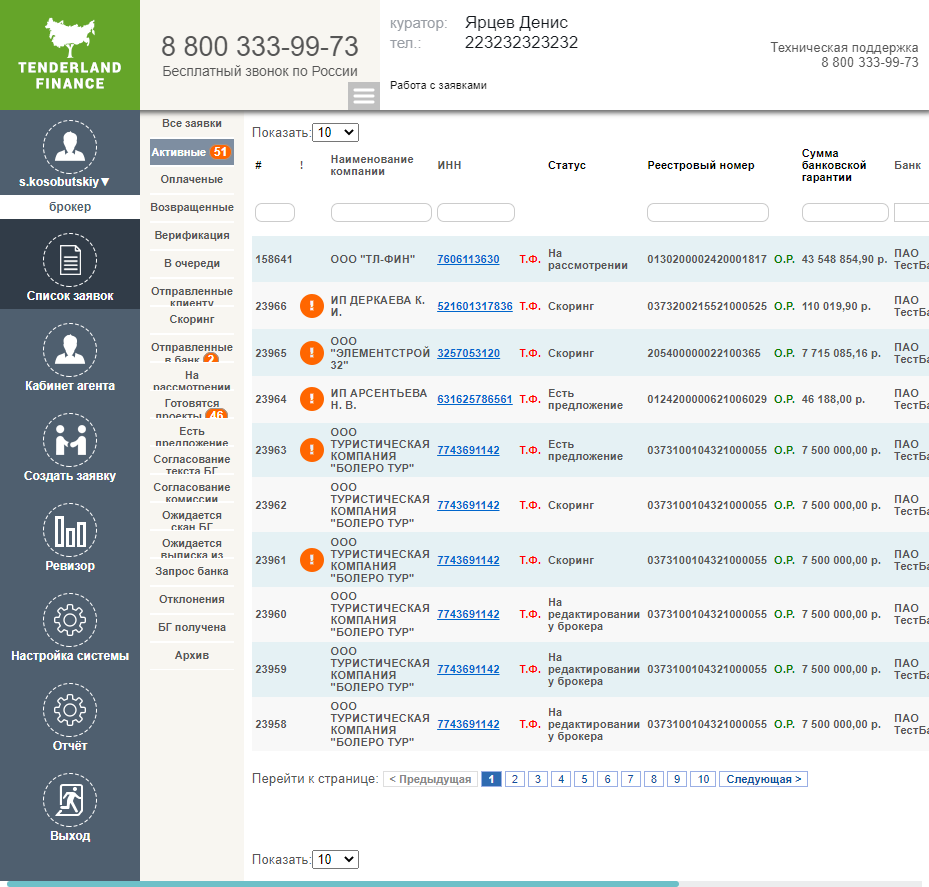 TENDERLAND
FINANCE
8 800 333-99-73
Бесплатный звонок по России
куратор: Ярцев Денис
тел.: 223232323232
Работа с заявками
Техническая поддержка
8 800 333-99-73
s.kosobutskiy▼
брокер
Список заявок
Кабинет агента
Создать заявку
Ревизор
Настройка системы
Отчёт
Выход
Все заявки
Активные 51
Оплаченые
Возвращенные
Верификация
В очереди
Отправленные
клиенту
Скоринг
Отправленные
в банк 2
На
рассмотрении
Готовятся
проекты 46
Есть
предложение
Согласование
текста БГ
Согласование
комиссии
Ожидается
скан БГ
Ожидается
выписка из
Запрос банка
Отклонения
БГ получена
Архив
Показать: 10
# ! Наименование компании ИНН Статус Реестровый номер Сумма банковской гарантии Банк
158641 ООО "ТЛ-ФИН" 7606113630 Т.Ф. На рассмотрении 0130200002420001817 О.Р. 43 548 854,90 р. ПАО ТестБа
23966 ! ИП ДЕРКАЕВА К. И. 521601317836 Т.Ф. Скоринг 0373200215521000525 О.Р. 110 019,90 р. ПАО ТестБа
23965 ! ООО "ЭЛЕМЕНТСТРОЙ 32" 3257053120 Т.Ф. Скоринг 205400000022100365 О.Р. 7 715 085,16 р. ПАО ТестБа
23964 ! ИП АРСЕНТЬЕВА Н. В. 631625786561 Т.Ф. Есть предложение 0124200000621006029 О.Р. 46 188,00 р. ПАО ТестБа
23963 ! ООО ТУРИСТИЧЕСКАЯ КОМПАНИЯ "БОЛЕРО ТУР" 7743691142 Т.Ф. Есть предложение 0373100104321000055 О.Р. 7 500 000,00 р. ПАО ТестБа
23962 ООО ТУРИСТИЧЕСКАЯ КОМПАНИЯ "БОЛЕРО ТУР" 7743691142 Т.Ф. Скоринг 0373100104321000055 О.Р. 7 500 000,00 р. ПАО ТестБа
23961 ! ООО ТУРИСТИЧЕСКАЯ КОМПАНИЯ "БОЛЕРО ТУР" 7743691142 Т.Ф. Скоринг 0373100104321000055 О.Р. 7 500 000,00 р. ПАО ТестБа
23960 ООО ТУРИСТИЧЕСКАЯ КОМПАНИЯ "БОЛЕРО ТУР" 7743691142 Т.Ф. На редактировании у брокера 0373100104321000055 О.Р. 7 500 000,00 р. ПАО ТестБа
23959 ООО ТУРИСТИЧЕСКАЯ КОМПАНИЯ "БОЛЕРО ТУР" 7743691142 Т.Ф. На редактировании у брокера 0373100104321000055 О.Р. 7 500 000,00 р. ПАО ТестБа
23958 ООО ТУРИСТИЧЕСКАЯ КОМПАНИЯ "БОЛЕРО ТУР" 7743691142 Т.Ф. На редактировании у брокера 0373100104321000055 О.Р. 7 500 000,00 р. ПАО ТестБа
Перейти к странице: < Предыдущая 1 2 3 4 5 6 7 8 9 10 Следующая >
Показать: 10